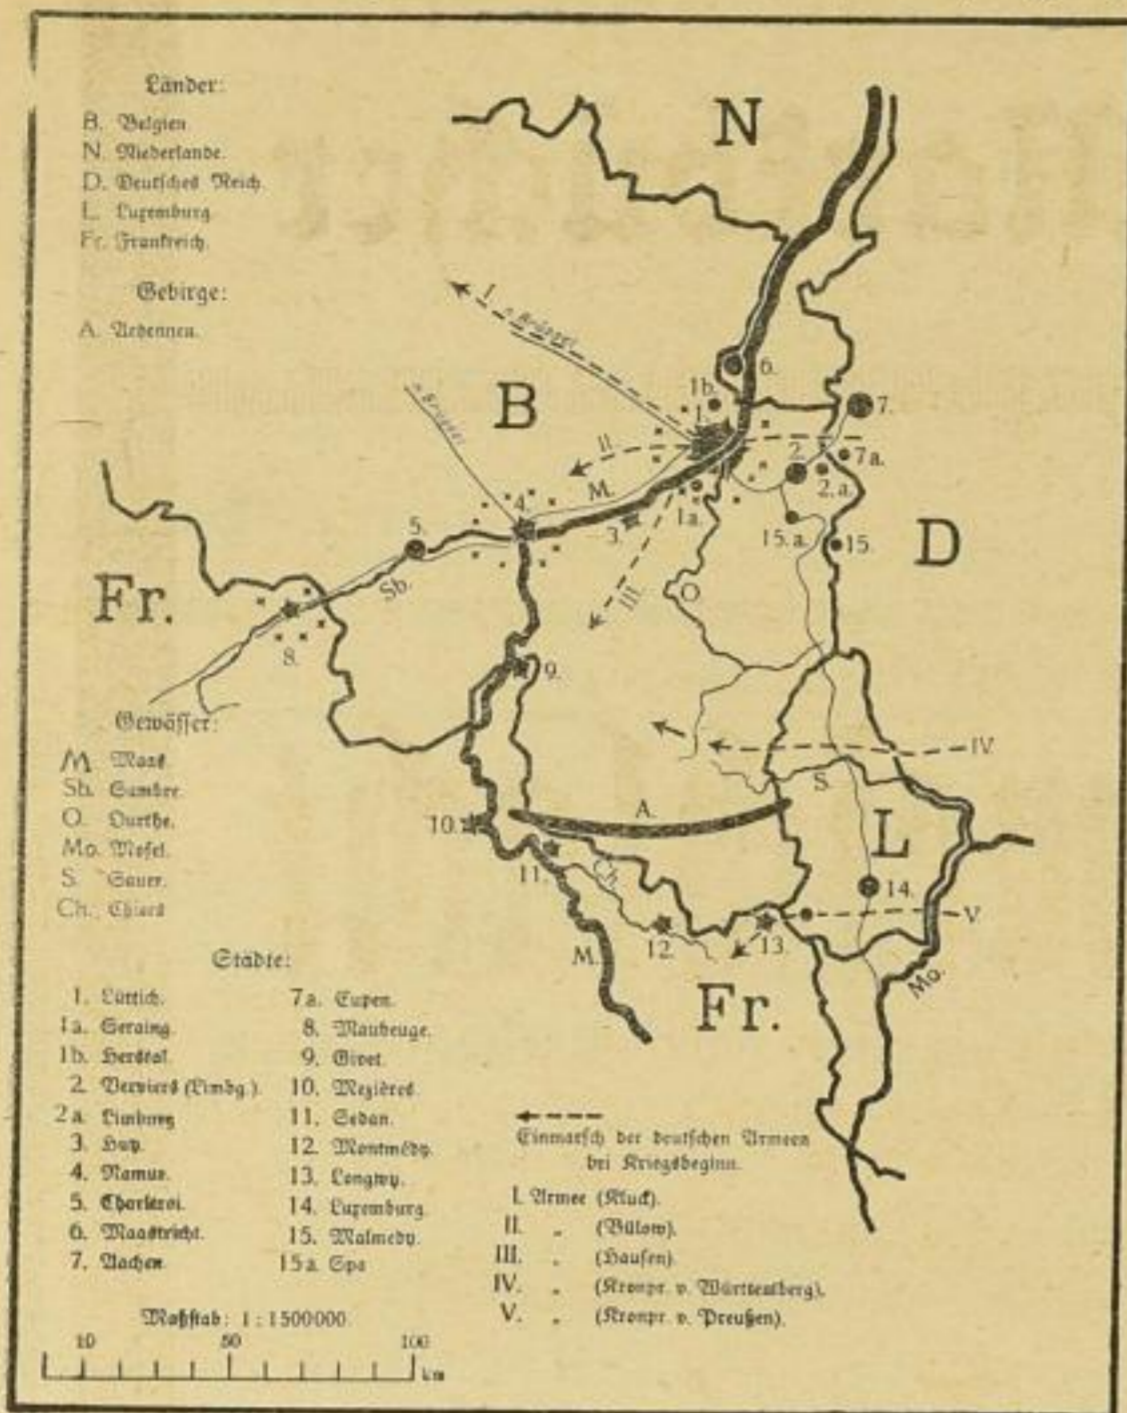 Länder:
B. Belgien
N. Niederlande.
D. Deutsches Reich.
L. Luxemburg
Fr. Frankreich.
Gebirge:
A. Ardennen.
N
I.
n. Brüssel
6.
1b.
1.
7.
B
n. Brüssel
II
2.
7a.
2.a.
M.
4.
3.
1a.
15.a.
15.
D
5.
Sb.
Fr.
III.
O
8.
9.
IV.
S.
A.
10.
L
11.
Ch.
14.
V
12.
13.
M.
Mo.
Fr.
Gewässer:
M. Maas.
Sb. Sambre.
O. Ourthe.
Mo. Mosel.
S. Sauer.
Ch. Chiers
Städte:
1. Lüttich.
1a. Seraing.
1b. Herstal.
2. Verviers (Limbg.).
2a. Limburg
3. Huy.
4. Namur.
5. Charleroi.
6. Maastricht.
7. Aachen.
7a. Eupen.
8. Maubeuge.
9. Givet.
10. Mezières.
11. Sedan.
12. Montmédy.
13. Longwy.
14. Luxemburg.
15. Malmedy.
15a. Spa
Maßstab: 1 : 1500000.
10 50 100
km
Einmarsch der deutschen Armeen
bei Kriegsbeginn.
I. Armee (Kluck).
II. „ (Bülow).
III. „ (Hausen).
IV. „ (Kronpr. v. Württemberg).
V. „ (Kronpr. v. Preußen).